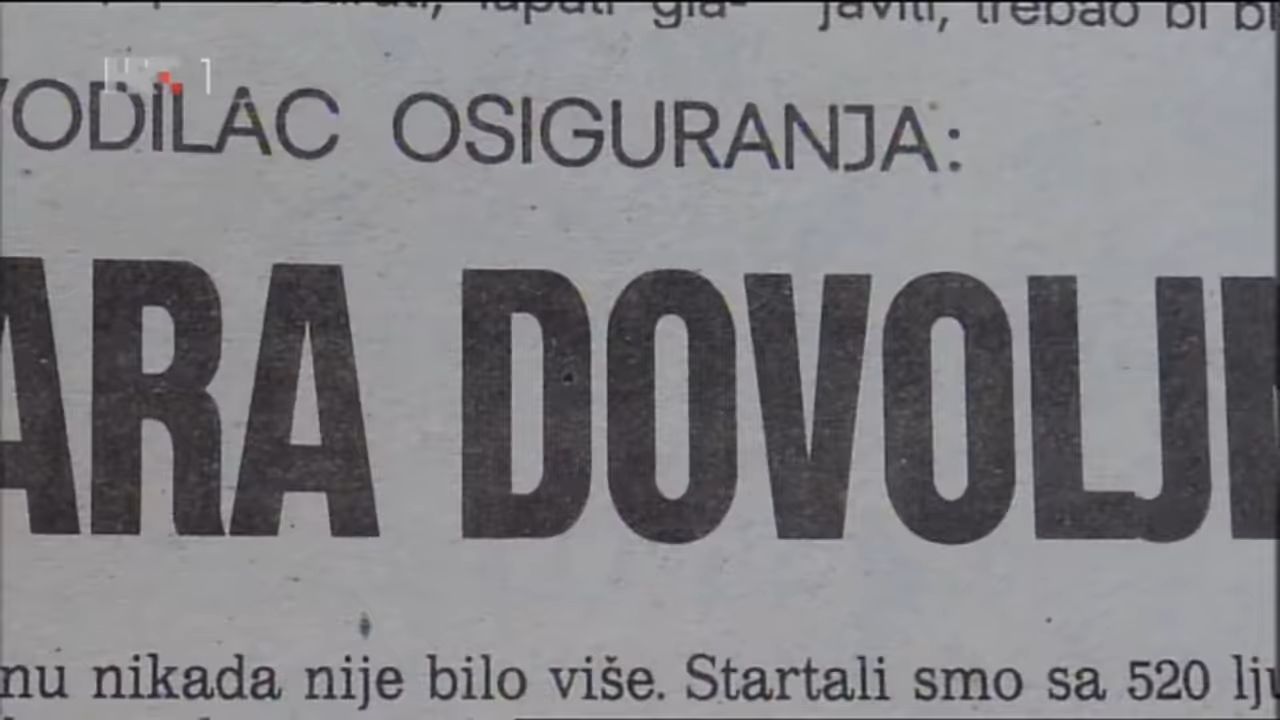 javiti, trebao bi
VODILAC OSIGURANJA:
ARA DOVOLJ
nu nikada nije bilo više. Startali smo sa 520 lju